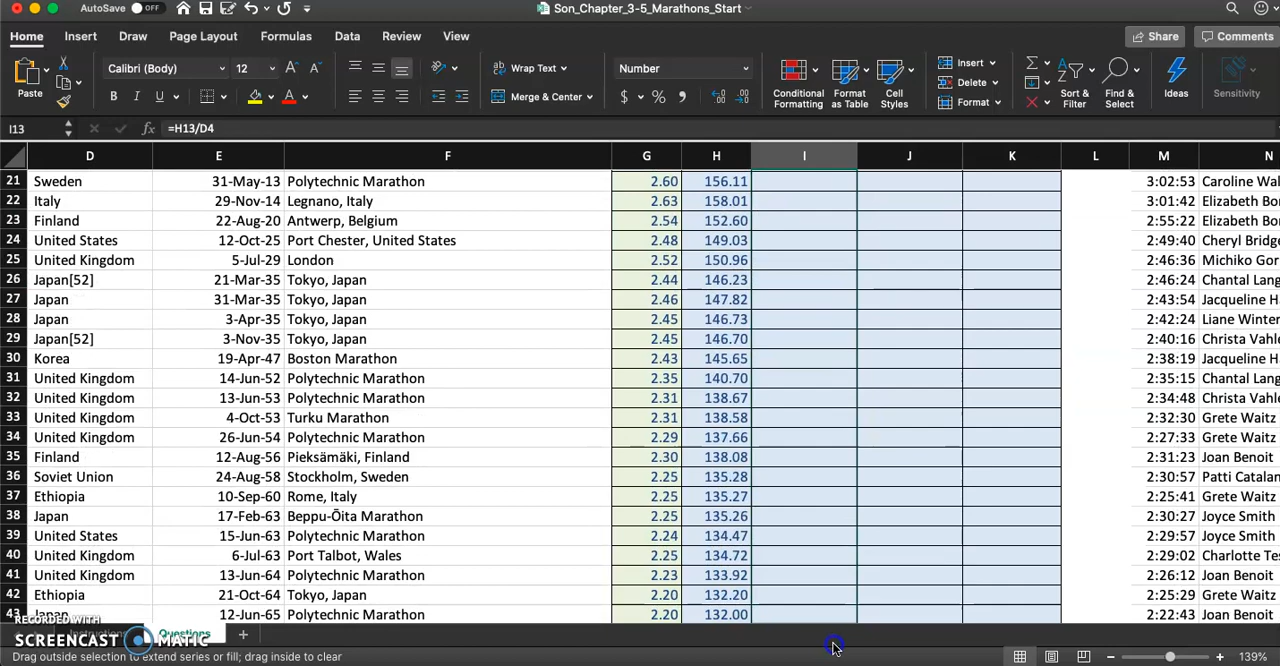 AutoSave OFF Son_Chapter_3-5_Marathons_Start
Home Insert Draw Page Layout Formulas Data Review View Share Comments
Calibri (Body) 12 A A Wrap Text Number Insert
Delete
Format
Paste B I U A Merge & Center $ % Conditional Formatting Format as Table Cell Styles Sort & Filter Find & Select Ideas Sensitivity
I13 fx =H13/D4
D E F G H I J K L M N
21 Sweden 31-May-13 Polytechnic Marathon 2.60 156.11 3:02:53 Caroline Wal
22 Italy 29-Nov-14 Legnano, Italy 2.63 158.01 3:01:42 Elizabeth Bon
23 Finland 22-Aug-20 Antwerp, Belgium 2.54 152.60 2:55:22 Elizabeth Bon
24 United States 12-Oct-25 Port Chester, United States 2.48 149.03 2:49:40 Cheryl Bridge
25 United Kingdom 5-Jul-29 London 2.52 150.96 2:46:36 Michiko Gor
26 Japan[52] 21-Mar-35 Tokyo, Japan 2.44 146.23 2:46:24 Chantal Lang
27 Japan 31-Mar-35 Tokyo, Japan 2.46 147.82 2:43:54 Jacqueline Ha
28 Japan 3-Apr-35 Tokyo, Japan 2.45 146.73 2:42:24 Liane Winter
29 Japan[52] 3-Nov-35 Tokyo, Japan 2.45 146.70 2:40:16 Christa Vahle
30 Korea 19-Apr-47 Boston Marathon 2.43 145.65 2:38:19 Jacqueline Ha
31 United Kingdom 14-Jun-52 Polytechnic Marathon 2.35 140.70 2:35:15 Chantal Lang
32 United Kingdom 13-Jun-53 Polytechnic Marathon 2.31 138.67 2:34:48 Christa Vahle
33 United Kingdom 4-Oct-53 Turku Marathon 2.31 138.58 2:32:30 Grete Waitz
34 United Kingdom 26-Jun-54 Polytechnic Marathon 2.29 137.66 2:27:33 Grete Waitz
35 Finland 12-Aug-56 Pieksämäki, Finland 2.30 138.08 2:31:23 Joan Benoit
36 Soviet Union 24-Aug-58 Stockholm, Sweden 2.25 135.28 2:30:57 Patti Catalan
37 Ethiopia 10-Sep-60 Rome, Italy 2.25 135.27 2:25:41 Grete Waitz
38 Japan 17-Feb-63 Beppu-Ōita Marathon 2.25 135.26 2:30:27 Joyce Smith
39 United States 15-Jun-63 Polytechnic Marathon 2.24 134.47 2:29:57 Joyce Smith
40 United Kingdom 6-Jul-63 Port Talbot, Wales 2.25 134.72 2:29:02 Charlotte Tes
41 United Kingdom 13-Jun-64 Polytechnic Marathon 2.23 133.92 2:26:12 Joan Benoit
42 Ethiopia 21-Oct-64 Tokyo, Japan 2.20 132.20 2:25:29 Grete Waitz
43 Japan 12-Jun-65 Polytechnic Marathon 2.20 132.00 2:22:43 Joan Benoit
RECORDED WITH
SCREENCAST MATIC
Instructions Questions +
Drag outside selection to extend series or fill; drag inside to clear 139%